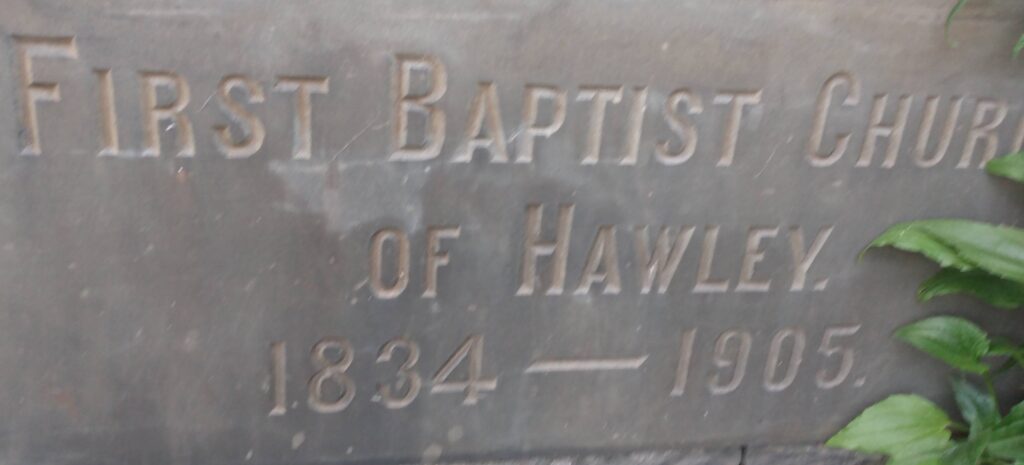 FIRST BAPTIST CHUR
OF HAWLEY.
1834 — 1905.